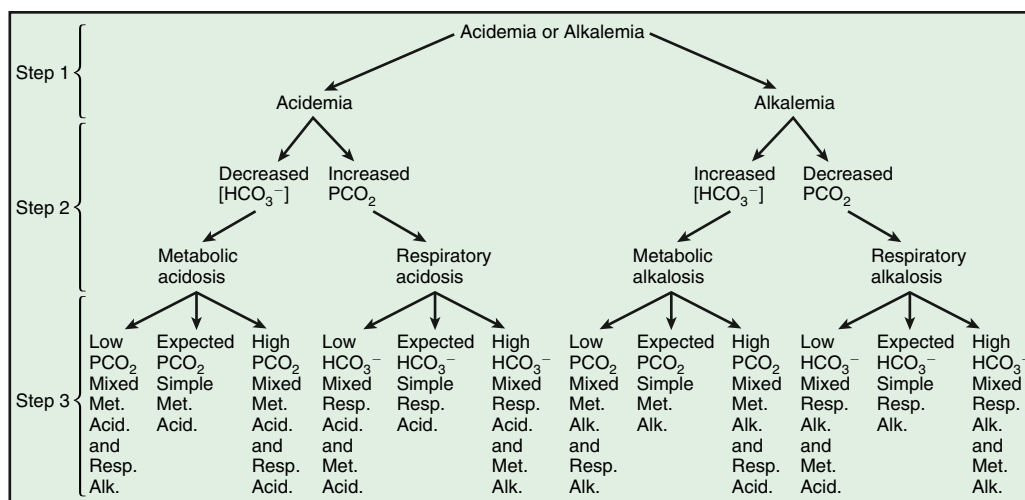 Acidemia or Alkalemia
Step 1
Acidemia
Alkalemia
Step 2
Decreased
[HCO₃⁻]
Increased
PCO₂
Increased
[HCO₃⁻]
Decreased
PCO₂
Metabolic
acidosis
Respiratory
acidosis
Metabolic
alkalosis
Respiratory
alkalosis
Step 3
Low
PCO₂
Mixed
Met.
Acid.
and
Resp.
Alk.
Expected
PCO₂
Simple
Met.
Acid.
High
PCO₂
Mixed
Met.
Acid.
and
Resp.
Acid.
Low
HCO₃⁻
Mixed
Resp.
Acid.
and
Met.
Acid.
Expected
HCO₃⁻
Simple
Resp.
Acid.
High
HCO₃⁻
Mixed
Resp.
Acid.
and
Met.
Alk.
Low
PCO₂
Mixed
Met.
Alk.
and
Resp.
Alk.
Expected
PCO₂
Simple
Met.
Alk.
High
PCO₂
Mixed
Met.
Alk.
and
Resp.
Acid.
Low
HCO₃⁻
Mixed
Resp.
Alk.
and
Met.
Acid.
Expected
HCO₃⁻
Simple
Resp.
Alk.
High
HCO₃⁻
Mixed
Resp.
Alk.
and
Met.
Alk.